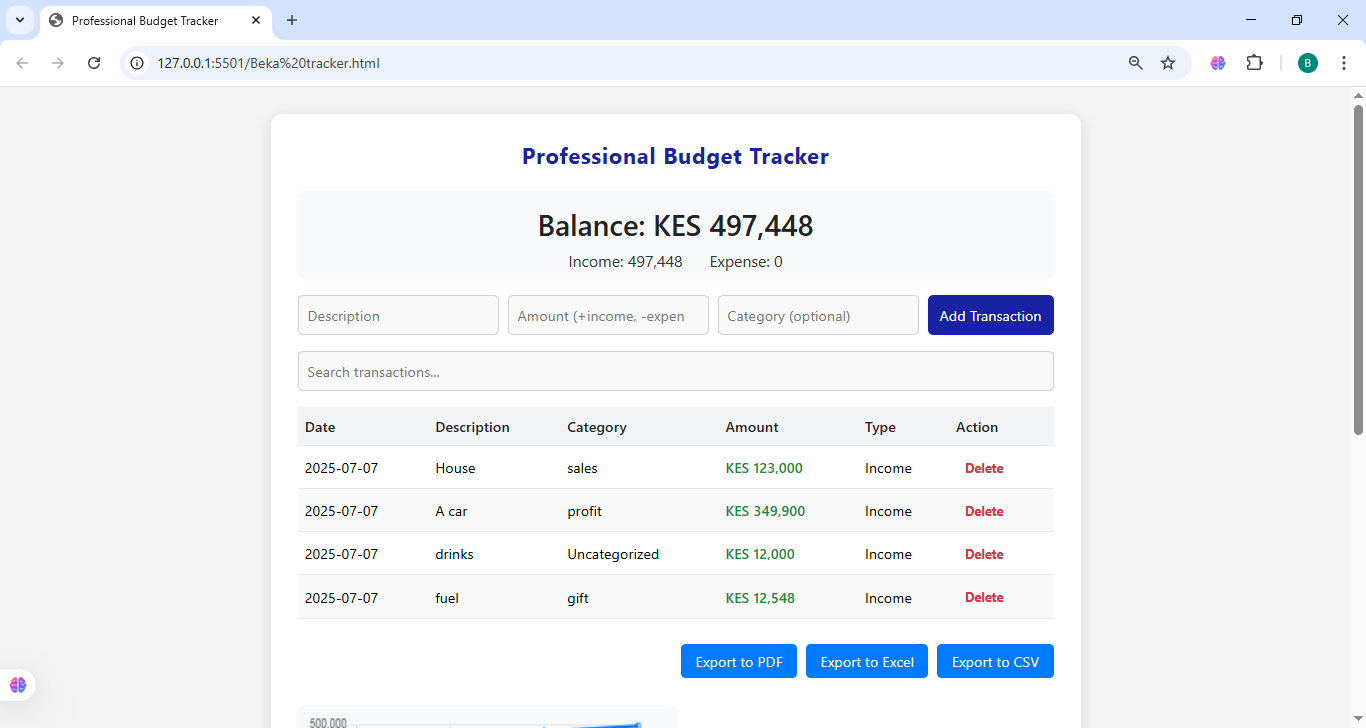 Professional Budget Tracker
127.0.0.1:5501/Beka%20tracker.html
B
Professional Budget Tracker
Balance: KES 497,448
Income: 497,448 Expense: 0
Description Amount (+income, -expen Category (optional) Add Transaction
Search transactions...
Date Description Category Amount Type Action
2025-07-07 House sales KES 123,000 Income Delete
2025-07-07 A car profit KES 349,900 Income Delete
2025-07-07 drinks Uncategorized KES 12,000 Income Delete
2025-07-07 fuel gift KES 12,548 Income Delete
Export to PDF Export to Excel Export to CSV
500,000